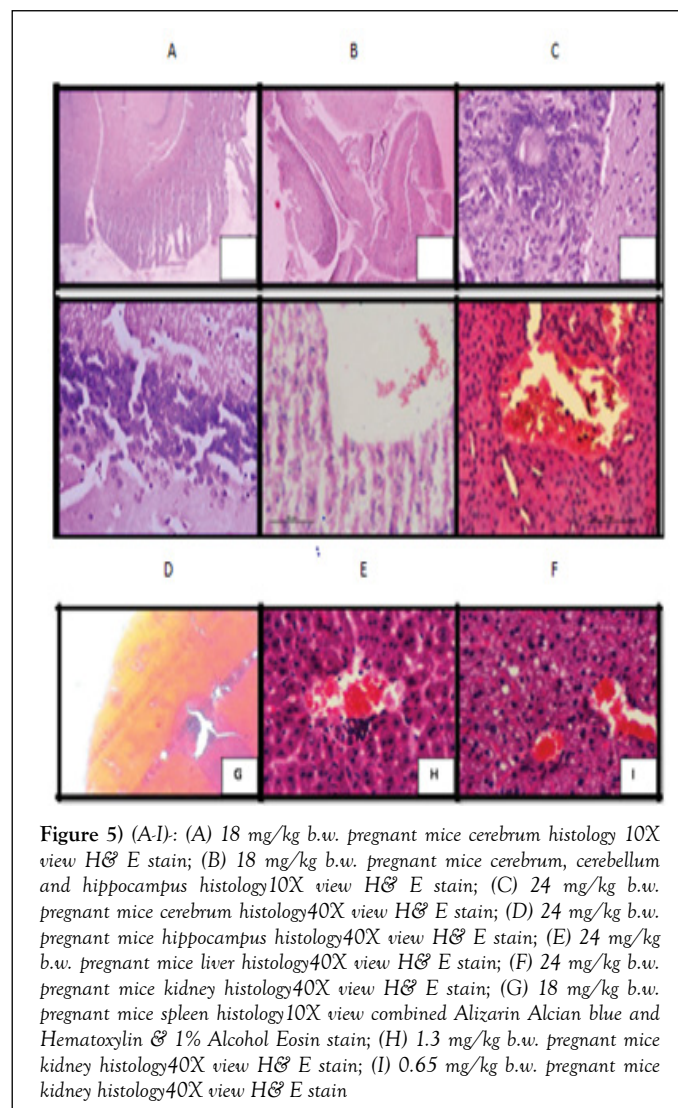 A B C
D E F
G H I
Figure 5) (A-I)-: (A) 18 mg/kg b.w. pregnant mice cerebrum histology 10X
view H& E stain; (B) 18 mg/kg b.w. pregnant mice cerebrum, cerebellum
and hippocampus histology10X view H& E stain; (C) 24 mg/kg b.w.
pregnant mice cerebrum histology40X view H& E stain; (D) 24 mg/kg b.w.
pregnant mice hippocampus histology40X view H& E stain; (E) 24 mg/kg
b.w. pregnant mice liver histology40X view H& E stain; (F) 24 mg/kg b.w.
pregnant mice kidney histology40X view H& E stain; (G) 18 mg/kg b.w.
pregnant mice spleen histology10X view combined Alizarin Alcian blue and
Hematoxylin & 1% Alcohol Eosin stain; (H) 1.3 mg/kg b.w. pregnant mice
kidney histology40X view H& E stain; (I) 0.65 mg/kg b.w. pregnant mice
kidney histology40X view H& E stain